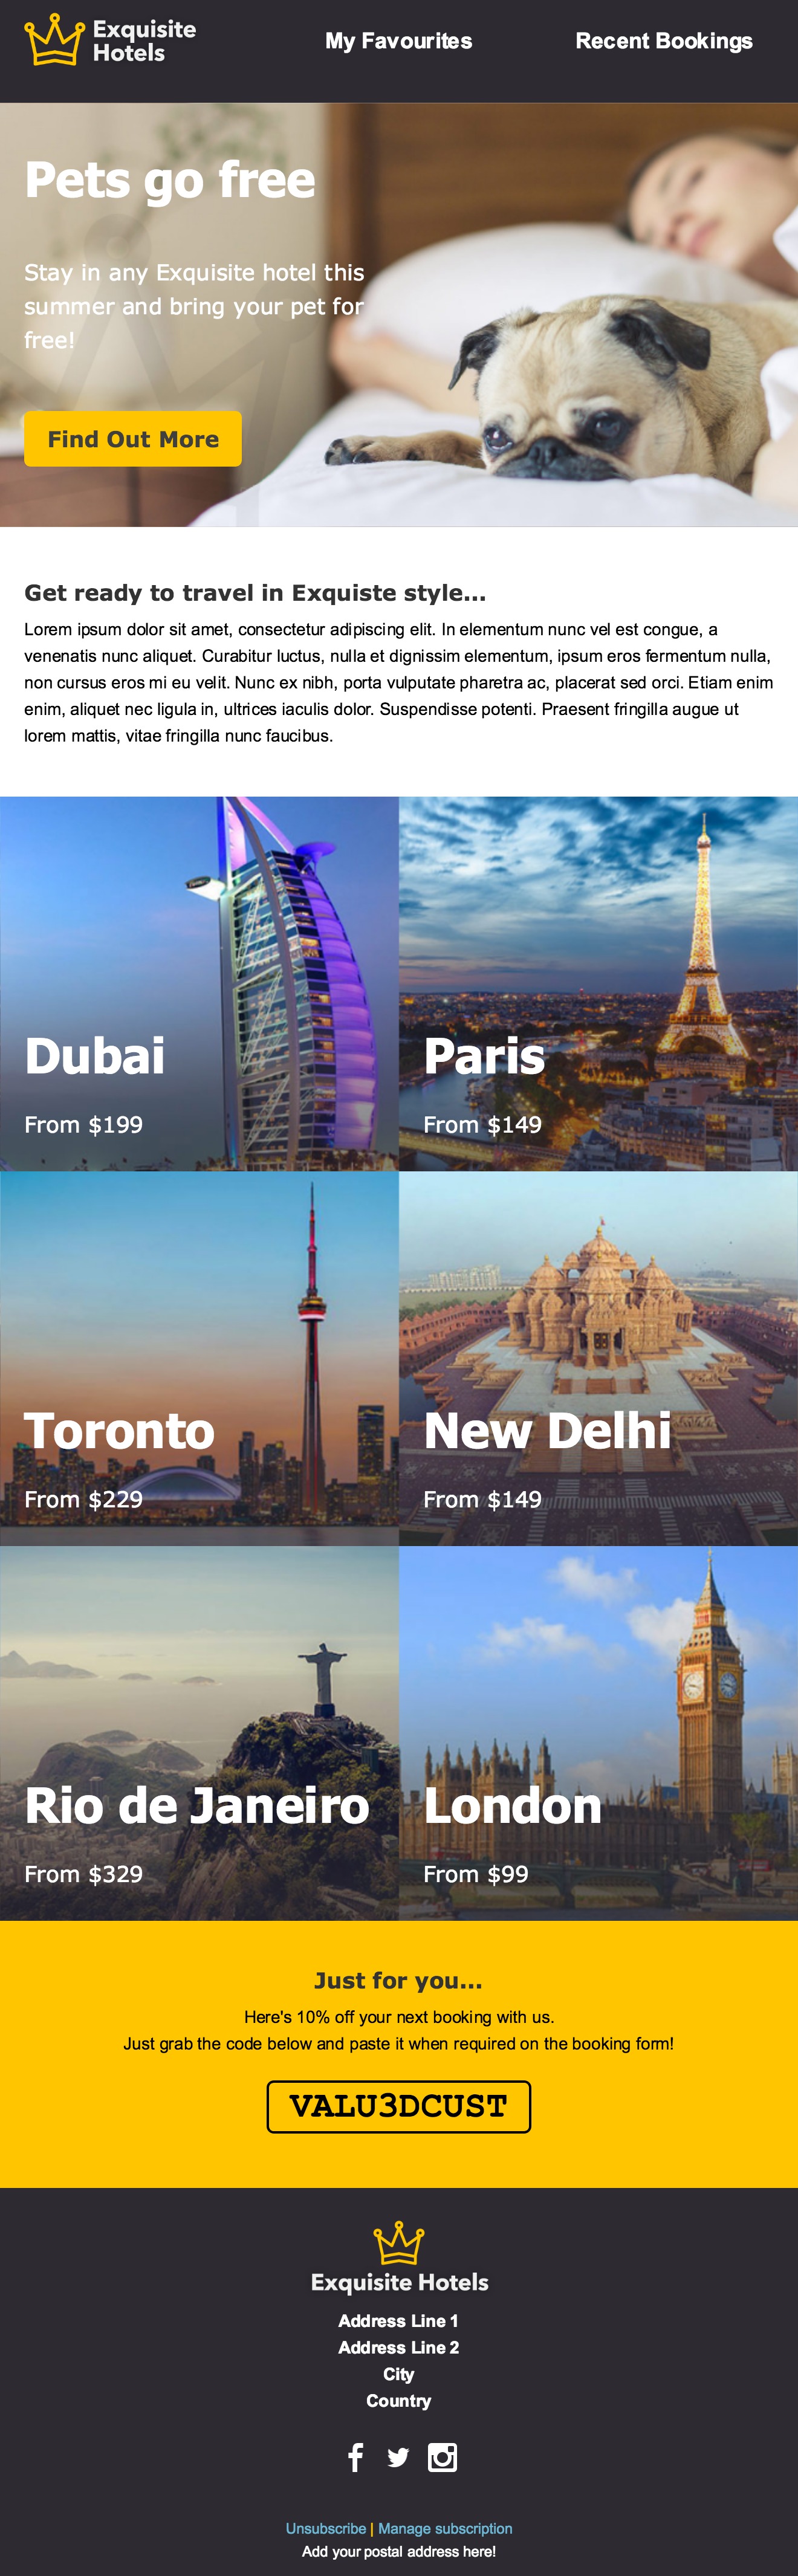 Exquisite
Hotels
My Favourites
Recent Bookings
Pets go free
Stay in any Exquisite hotel this
summer and bring your pet for
free!
Find Out More
Get ready to travel in Exquiste style...
Lorem ipsum dolor sit amet, consectetur adipiscing elit. In elementum nunc vel est congue, a
venenatis nunc aliquet. Curabitur luctus, nulla et dignissim elementum, ipsum eros fermentum nulla,
non cursus eros mi eu velit. Nunc ex nibh, porta vulputate pharetra ac, placerat sed orci. Etiam enim
enim, aliquet nec ligula in, ultrices iaculis dolor. Suspendisse potenti. Praesent fringilla augue ut
lorem mattis, vitae fringilla nunc faucibus.
Dubai
From $199
Paris
From $149
Toronto
From $229
New Delhi
From $149
Rio de Janeiro
From $329
London
From $99
Just for you...
Here's 10% off your next booking with us.
Just grab the code below and paste it when required on the booking form!
VALU3DCUST
Exquisite Hotels
Address Line 1
Address Line 2
City
Country
Unsubscribe | Manage subscription
Add your postal address here!